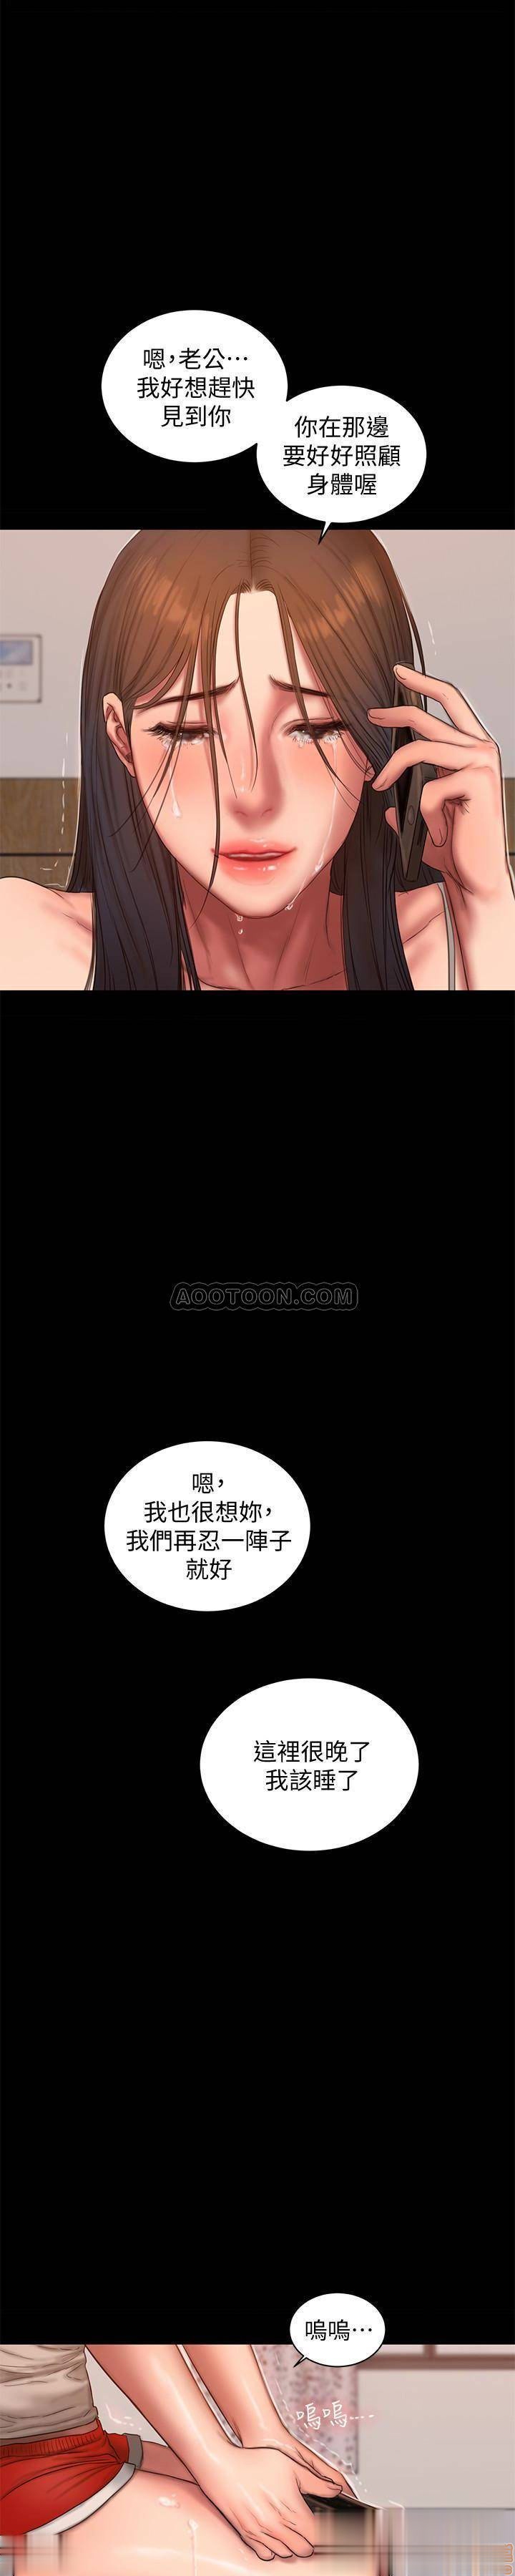 嗯，老公⋯
我好想趕快
見到你
你在那邊
要好好照顧
身體喔
AOOTOON.COM
嗯，
我也很想妳，
我們再忍一陣子
就好
這裡很晚了
我該睡了
嗚嗚⋯
嗚嗚⋯